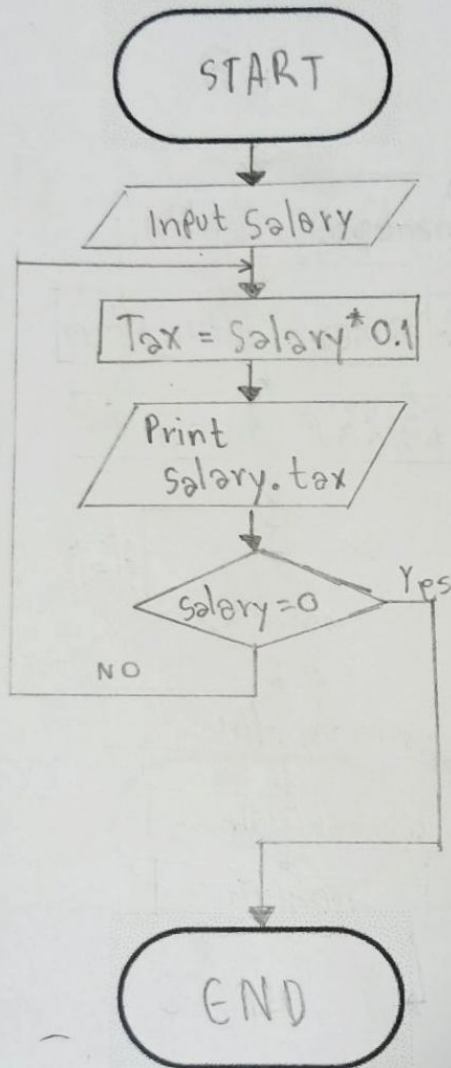 START
Input Salary
Tax = Salary * 0.1
Print
Salary. tax
Salary = 0
Yes
NO
END